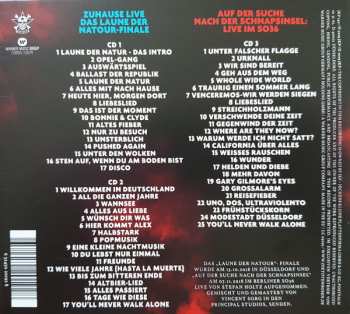 ZUHAUSE LIVE
DAS LAUNE DER
NATOUR-FINALE
CD 1
1 LAUNE DER NATUR - DAS INTRO
2 OPEL-GANG
3 AUSWÄRTSSPIEL
4 BALLAST DER REPUBLIK
5 LAUNE DER NATUR
6 ALLES MIT NACH HAUSE
7 HEUTE HIER, MORGEN DORT
8 LIEBESLIED
9 DAS IST DER MOMENT
10 BONNIE & CLYDE
11 ALTES FIEBER
12 NUR ZU BESUCH
13 UNSTERBLICH
14 PUSHED AGAIN
15 UNTER DEN WOLKEN
16 STEH AUF, WENN DU AM BODEN BIST
17 DISCO
CD 2
1 WILLKOMMEN IN DEUTSCHLAND
2 ALL DIE GANZEN JAHRE
3 WANNSEE
4 ALLES AUS LIEBE
5 WÜNSCH DIR WAS
6 HIER KOMMT ALEX
7 HALBSTARK
8 POPMUSIK
9 EINE KLEINE NACHTMUSIK
10 DU LEBST NUR EINMAL
11 FREUNDE
12 WIE VIELE JAHRE (HASTA LA MUERTE)
13 BIS ZUM BITTEREN ENDE
14 ALTBIER-LIED
15 ALLES PASSIERT
16 TAGE WIE DIESE
17 YOU'LL NEVER WALK ALONE
AUF DER SUCHE
NACH DER SCHNAPSINSEL:
LIVE IM SO36
CD 3
1 UNTER FALSCHER FLAGGE
2 URKNALL
3 WIR SIND BEREIT
4 GEH AUS DEM WEG
5 WHOLE WIDE WORLD
6 TRAURIG EINEN SOMMER LANG
7 VENCEREMOS-WIR WERDEN SIEGEN
8 LIEBESLIED
9 STREICHHOLZMANN
10 VERSCHWENDE DEINE ZEIT
11 DU LEBST NUR EINMAL
12 WHERE ARE THEY NOW?
13 WARUM WERDE ICH NICHT SATT?
14 CALIFORNIA ÜBER ALLES
15 WEISSES RAUSCHEN
16 WUNDER
17 HELDEN UND DIEBE
18 MEHR DAVON
19 GARY GILMORE'S EYES
20 GROSSALARM
21 REISEFIEBER
22 UNO, DOS, ULTRAVIOLENTO
23 FRÜHSTÜCKSKORN
24 MODESTADT DÜSSELDORF
25 YOU'LL NEVER WALK ALONE
DAS „LAUNE DER NATOUR"- FINALE
WURDE AM 12.10.2018 IN DÜSSELDORF UND
„AUF DER SUCHE NACH DER SCHNAPSINSEL"
AM 07.11.2018 IM BERLINER SO36
LIVE VON STEFAN HOLTZ AUFGENOMMEN.
GEMISCHT UND GEMASTERT VON
VINCENT SORG IN DEN
PRINCIPAL STUDIOS, SENDEN.